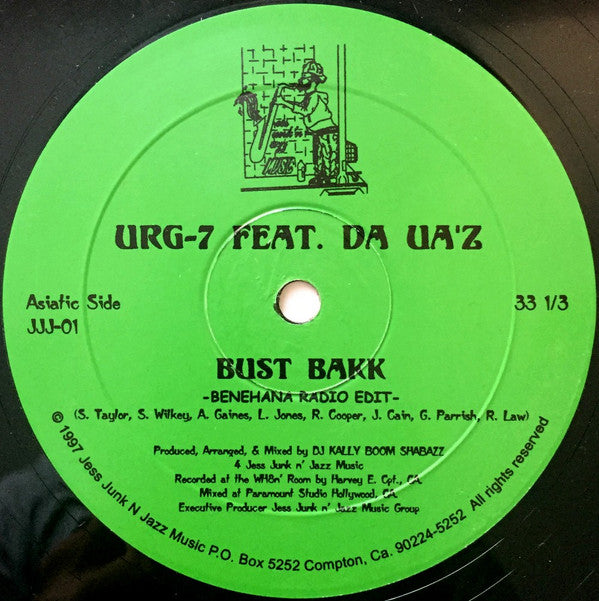 MUSIC
URG-7 FEAT. DA UA'Z
Asiatic Side
JJJ-01
33 1/3
BUST BAKK
-BENEHANA RADIO EDIT-
(S. Taylor, S. Wilkey, A. Gaines, L. Jones, R. Cooper, J. Cain, G. Parrish, R. Law)
Produced, Arranged, & Mixed by DJ KALLY BOOM SHABAZZ
4 Jess Junk n' Jazz Music
Recorded at the WH8n' Room by Harvey E. Cpt., CA.
Mixed at Paramount Studio Hollywood, CA.
Executive Producer Jess Junk n' Jazz Music Group
© 1997 Jess Junk N Jazz Music P.O. Box 5252 Compton, Ca. 90224-5252 All rights reserved